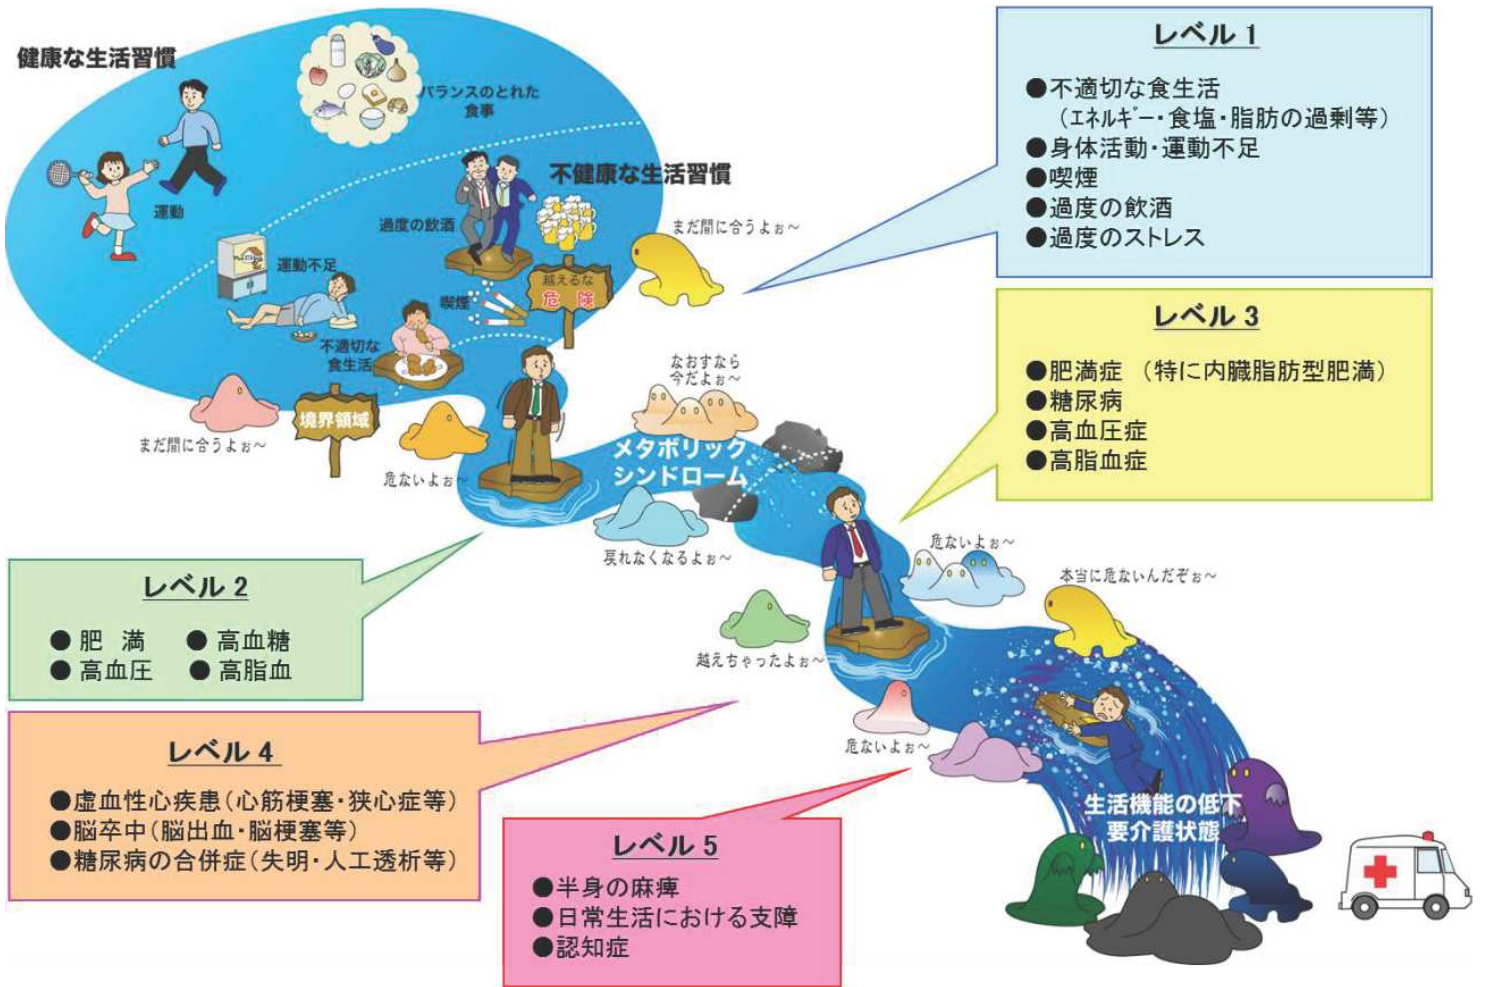 健康な生活習慣
バランスのとれた
食事
運動
不健康な生活習慣
過度の飲酒
まだ間に合うよぉ～
運動不足
喫煙
越えるな
危険
不適切な
食生活
まだ間に合うよぉ～
境界領域
危ないよぉ～
なおすなら
今だよぉ～
メタボリック
シンドローム
戻れなくなるよぉ～
危ないよぉ～
本当に危ないんだぞぉ～
越えちゃったよぉ～
危ないよぉ～
生活機能の低下
要介護状態
レベル 1
●不適切な食生活
（エネルギー・食塩・脂肪の過剰等）
●身体活動・運動不足
●喫煙
●過度の飲酒
●過度のストレス
レベル 3
●肥満症 （特に内臓脂肪型肥満）
●糖尿病
●高血圧症
●高脂血症
レベル 2
● 肥 満 ● 高血糖
● 高血圧 ● 高脂血
レベル 4
●虚血性心疾患（心筋梗塞・狭心症等）
●脳卒中（脳出血・脳梗塞等）
●糖尿病の合併症（失明・人工透析等）
レベル 5
●半身の麻痺
●日常生活における支障
●認知症